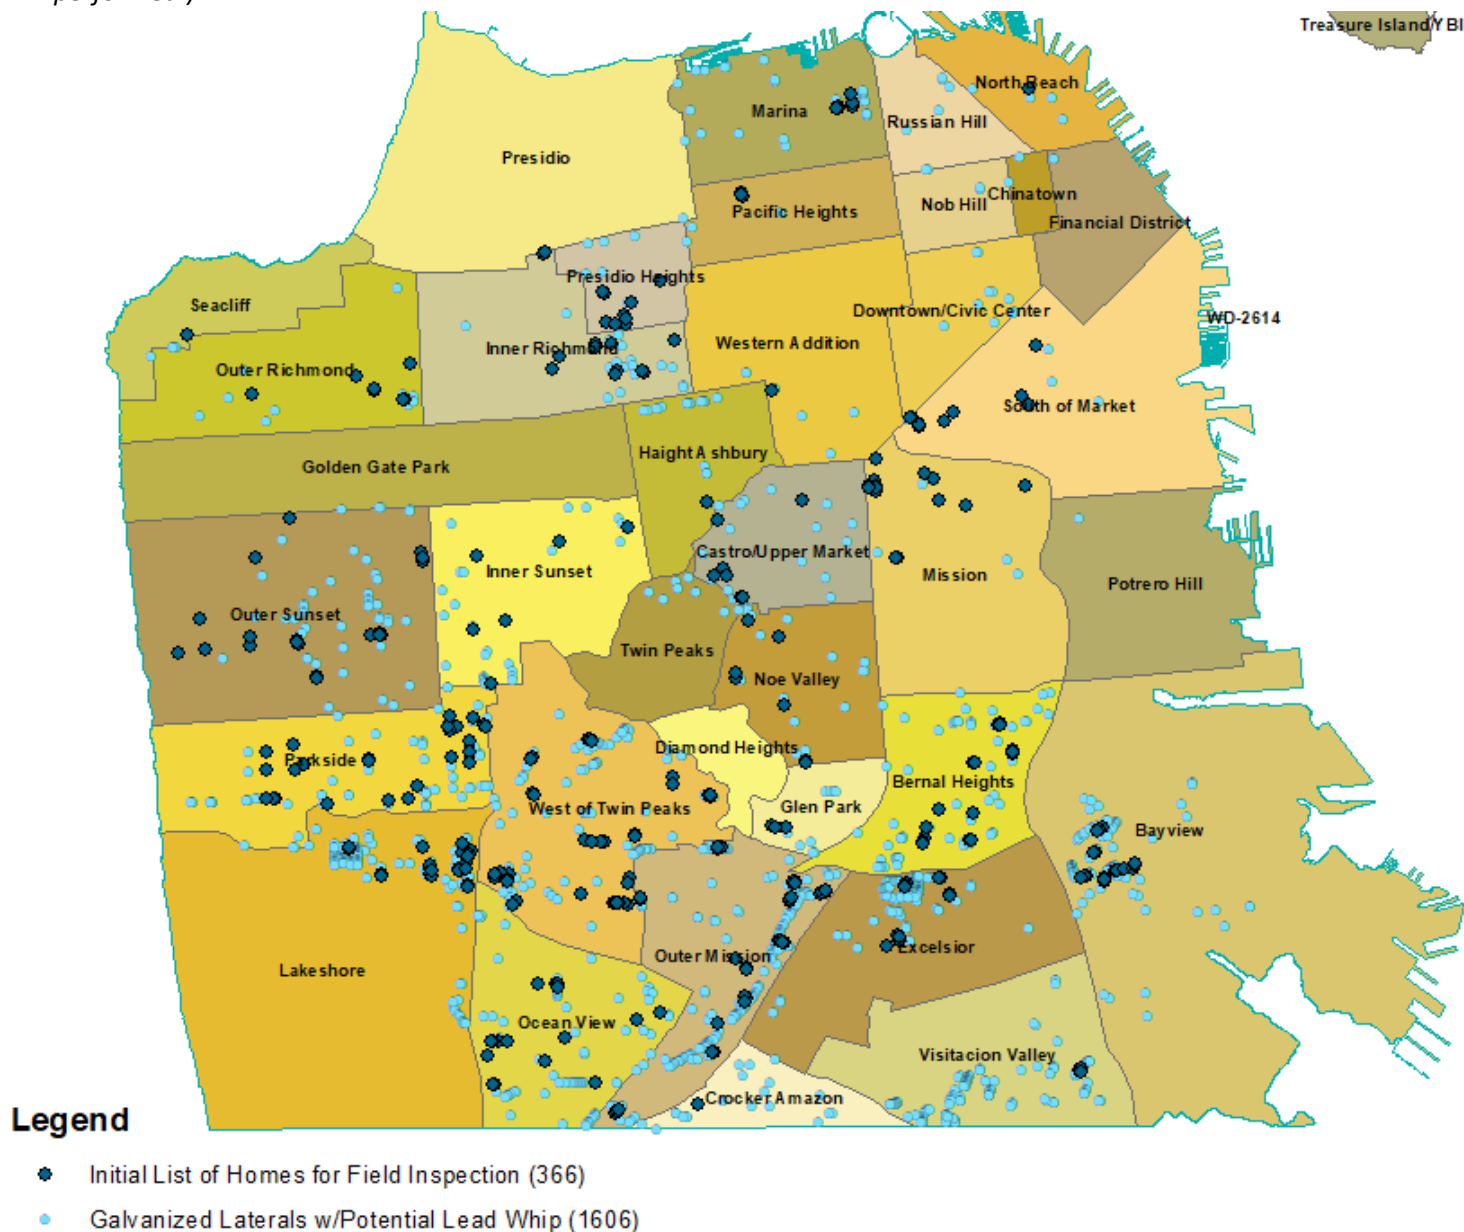 Treasure Island/YBI
North Beach
Marina
Russian Hill
Presidio
Chinatown
Nob Hill
Pacific Heights
Financial District
Presidio Heights
Seacliff
Downtown/Civic Center
WD-2614
Western Addition
Inner Richmond
Outer Richmond
South of Market
Haight Ashbury
Golden Gate Park
Castro/Upper Market
Inner Sunset
Mission
Potrero Hill
Outer Sunset
Twin Peaks
Noe Valley
Diamond Heights
Parkside
Bernal Heights
Glen Park
West of Twin Peaks
Bayview
Excelsior
Outer Mission
Lakeshore
Ocean View
Visitacion Valley
Crocker Amazon
Legend
Initial List of Homes for Field Inspection (366)
Galvanized Laterals w/Potential Lead Whip (1606)